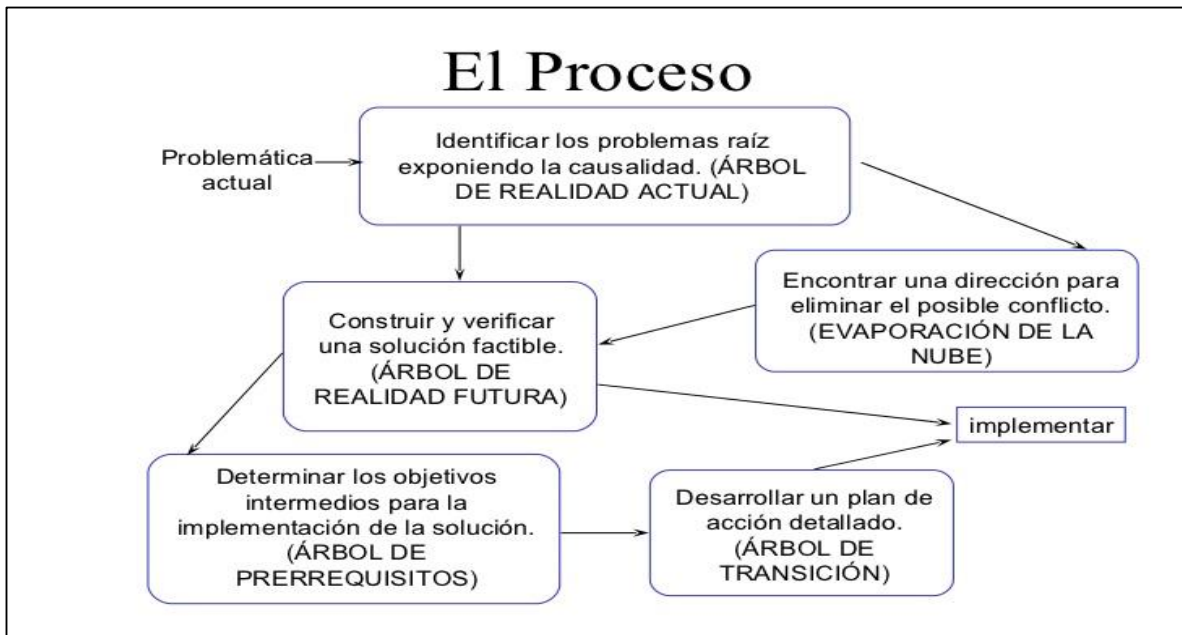 El Proceso
Problemática
actual
Identificar los problemas raíz
exponiendo la causalidad. (ÁRBOL
DE REALIDAD ACTUAL)
Encontrar una dirección para
eliminar el posible conflicto.
(EVAPORACIÓN DE LA
NUBE)
Construir y verificar
una solución factible.
(ÁRBOL DE
REALIDAD FUTURA)
implementar
Determinar los objetivos
intermedios para la
implementación de la solución.
(ÁRBOL DE
PRERREQUISITOS)
Desarrollar un plan de
acción detallado.
(ÁRBOL DE
TRANSICIÓN)